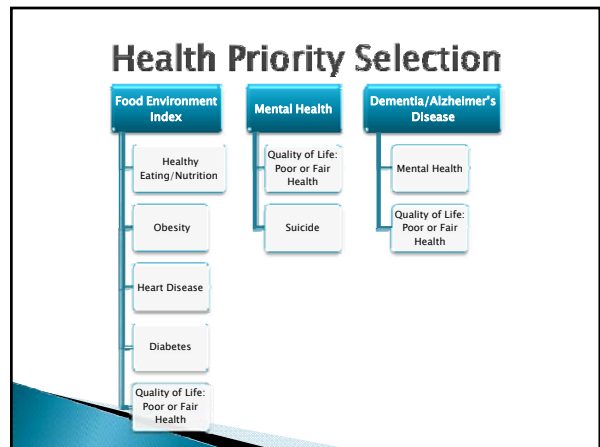 Health Priority Selection
Food Environment
Index
Healthy
Eating/Nutrition
Obesity
Heart Disease
Diabetes
Quality of Life:
Poor or Fair
Health
Mental Health
Quality of Life:
Poor or Fair
Health
Suicide
Dementia/Alzheimer's
Disease
Mental Health
Quality of Life:
Poor or Fair
Health